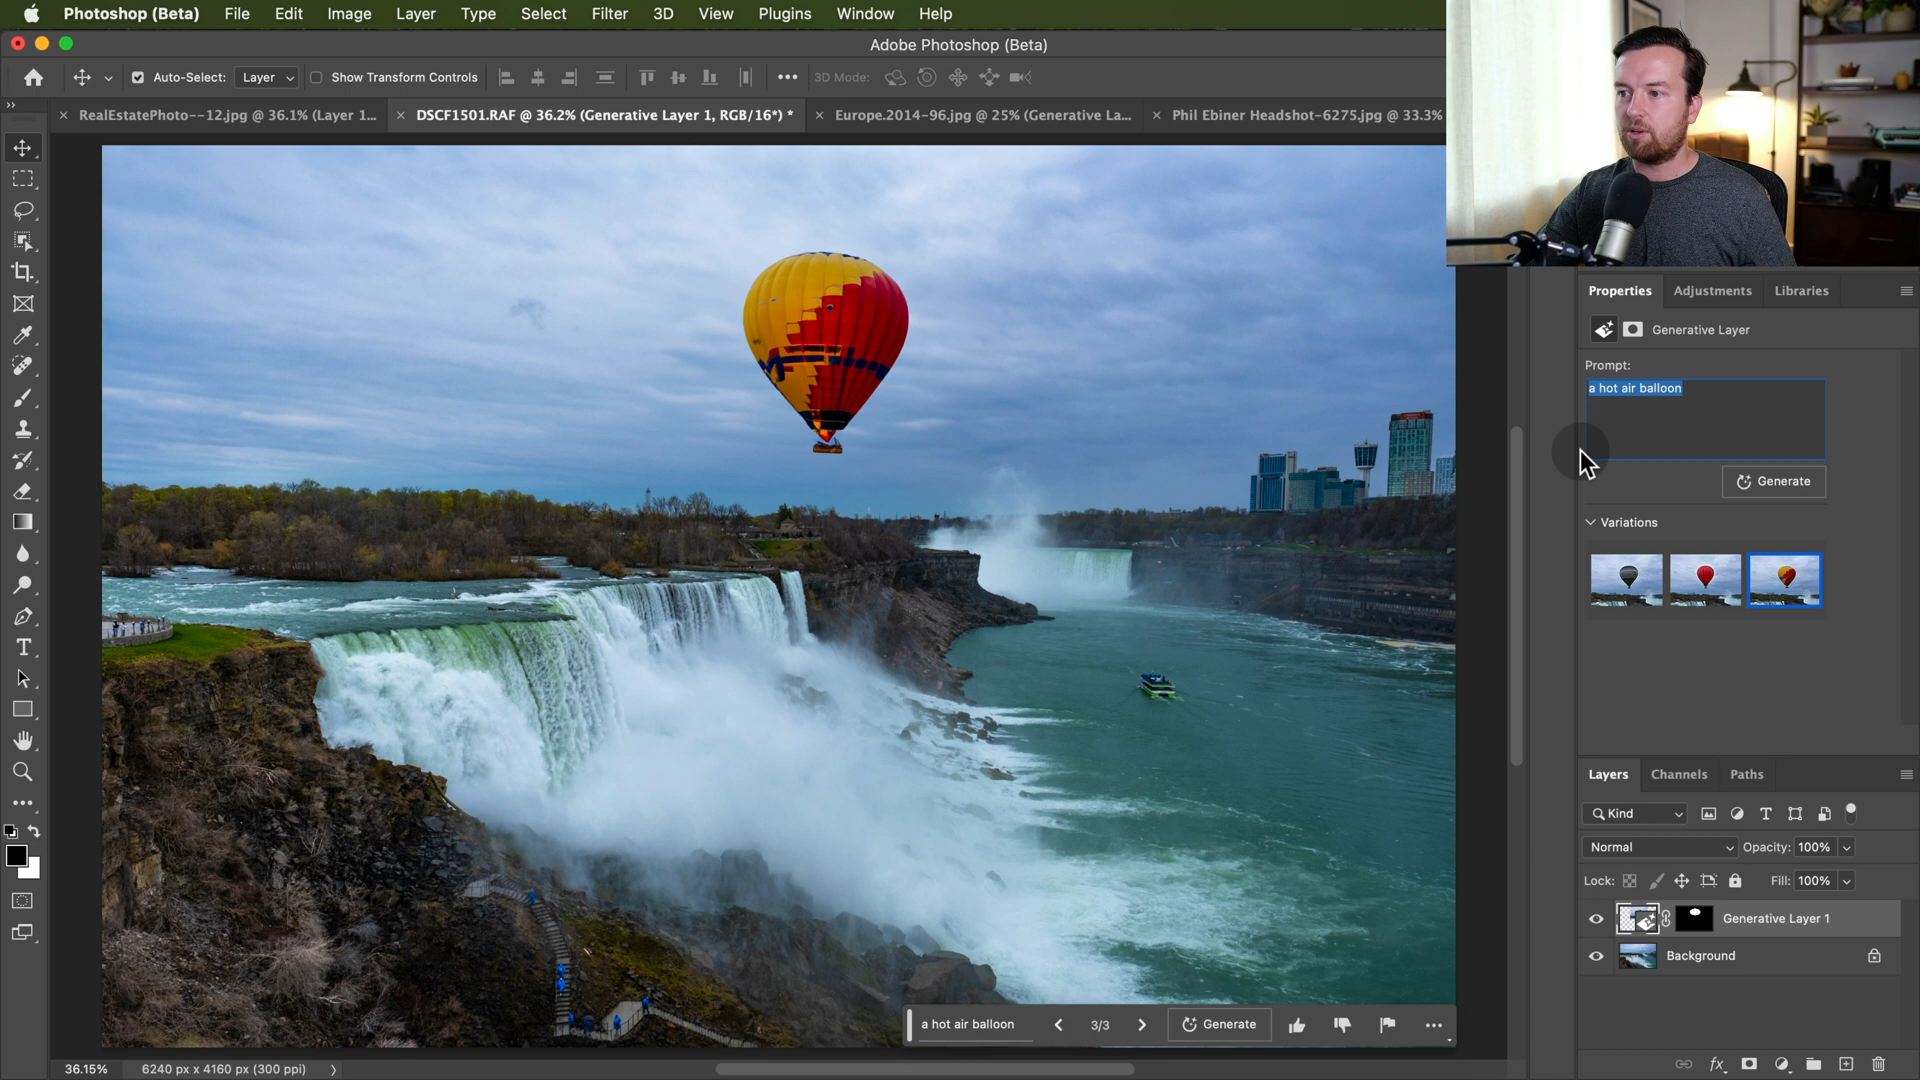 Photoshop (Beta) File Edit Image Layer Type Select Filter 3D View Plugins Window Help
Adobe Photoshop (Beta)
Auto-Select: Layer Show Transform Controls 3D Mode:
RealEstatePhoto--12.jpg @ 36.1% (Layer 1... DSCF1501.RAF @ 36.2% (Generative Layer 1, RGB/16*) * Europe.2014-96.jpg @ 25% (Generative La... Phil Ebiner Headshot-6275.jpg @ 33.3%
Properties Adjustments Libraries
Generative Layer
Prompt:
a hot air balloon
Generate
Variations
Layers Channels Paths
Kind
Normal Opacity: 100%
Lock: Fill: 100%
Generative Layer 1
Background
a hot air balloon 3/3 Generate
36.15% 6240 px x 4160 px (300 ppi)